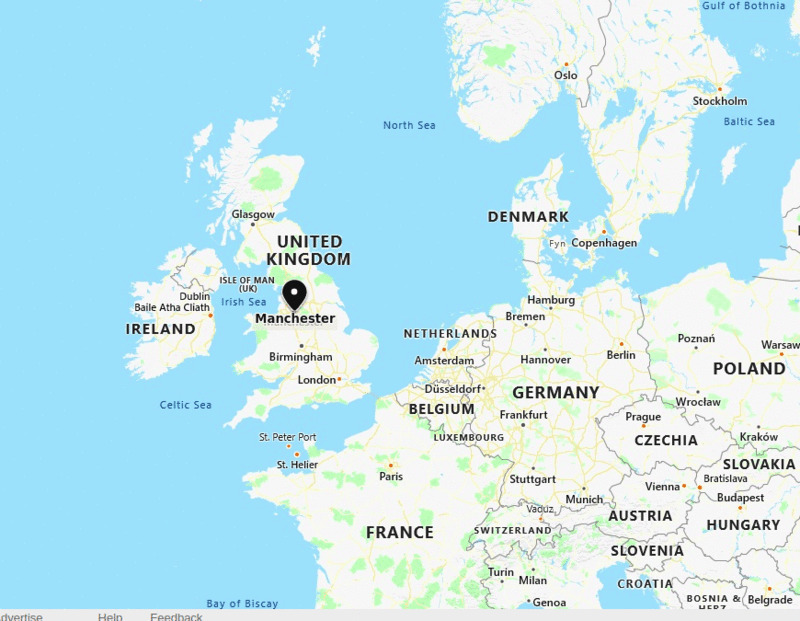 Gulf of Bothnia
Oslo
Stockholm
North Sea
Baltic Sea
Glasgow
DENMARK
UNITED
KINGDOM
Fyn
Copenhagen
ISLE OF MAN
(UK)
Dublin
Baile Atha Cliath
Irish Sea
Hamburg
Manchester
Bremen
IRELAND
NETHERLANDS
Poznań
Warsaw
Birmingham
Amsterdam
Hannover
Berlin
POLAND
London
Düsseldorf
GERMANY
Wrocław
Celtic Sea
BELGIUM
Frankfurt
Prague
St. Peter Port
LUXEMBOURG
CZECHIA
Kraków
St. Helier
SLOVAKIA
Paris
Stuttgart
Vienna
Bratislava
Munich
Budapest
Vaduz
AUSTRIA
HUNGARY
FRANCE
SWITZERLAND
SLOVENIA
Turin
Milan
CROATIA
Bay of Biscay
Genoa
BOSNIA &
HERZ.
Belgrade
dvertise
Help
Feedback